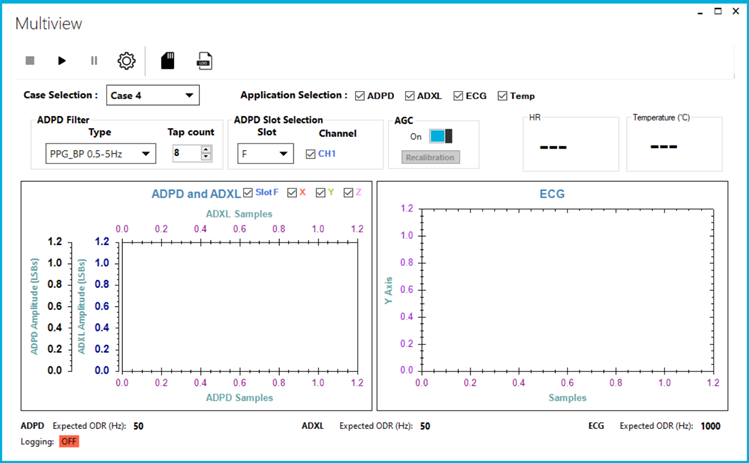 Multiview
LOG
Case Selection : Case 4 Application Selection : ADPD ADXL ECG Temp
ADPD Filter ADPD Slot Selection AGC HR Temperature (°C)
Type Tap count Slot Channel On
PPG_BP 0.5-5Hz 8 F CH1 Recalibration --- ---
ADPD and ADXL Slot F X Y Z
ADXL Samples
0.0 0.2 0.4 0.6 0.8 1.0 1.2
ADPD Amplitude (LSBs)
1.2
1.0
0.8
0.6
0.4
0.2
0.0
ADXL Amplitude (LSBs)
1.2
1.0
0.8
0.6
0.4
0.2
0.0
0.0 0.2 0.4 0.6 0.8 1.0 1.2
ADPD Samples
ECG
Y Axis
1.2
1.0
0.8
0.6
0.4
0.2
0.0
0.0 0.2 0.4 0.6 0.8 1.0 1.2
Samples
ADPD Expected ODR (Hz): 50 ADXL Expected ODR (Hz): 50 ECG Expected ODR (Hz): 1000
Logging: OFF